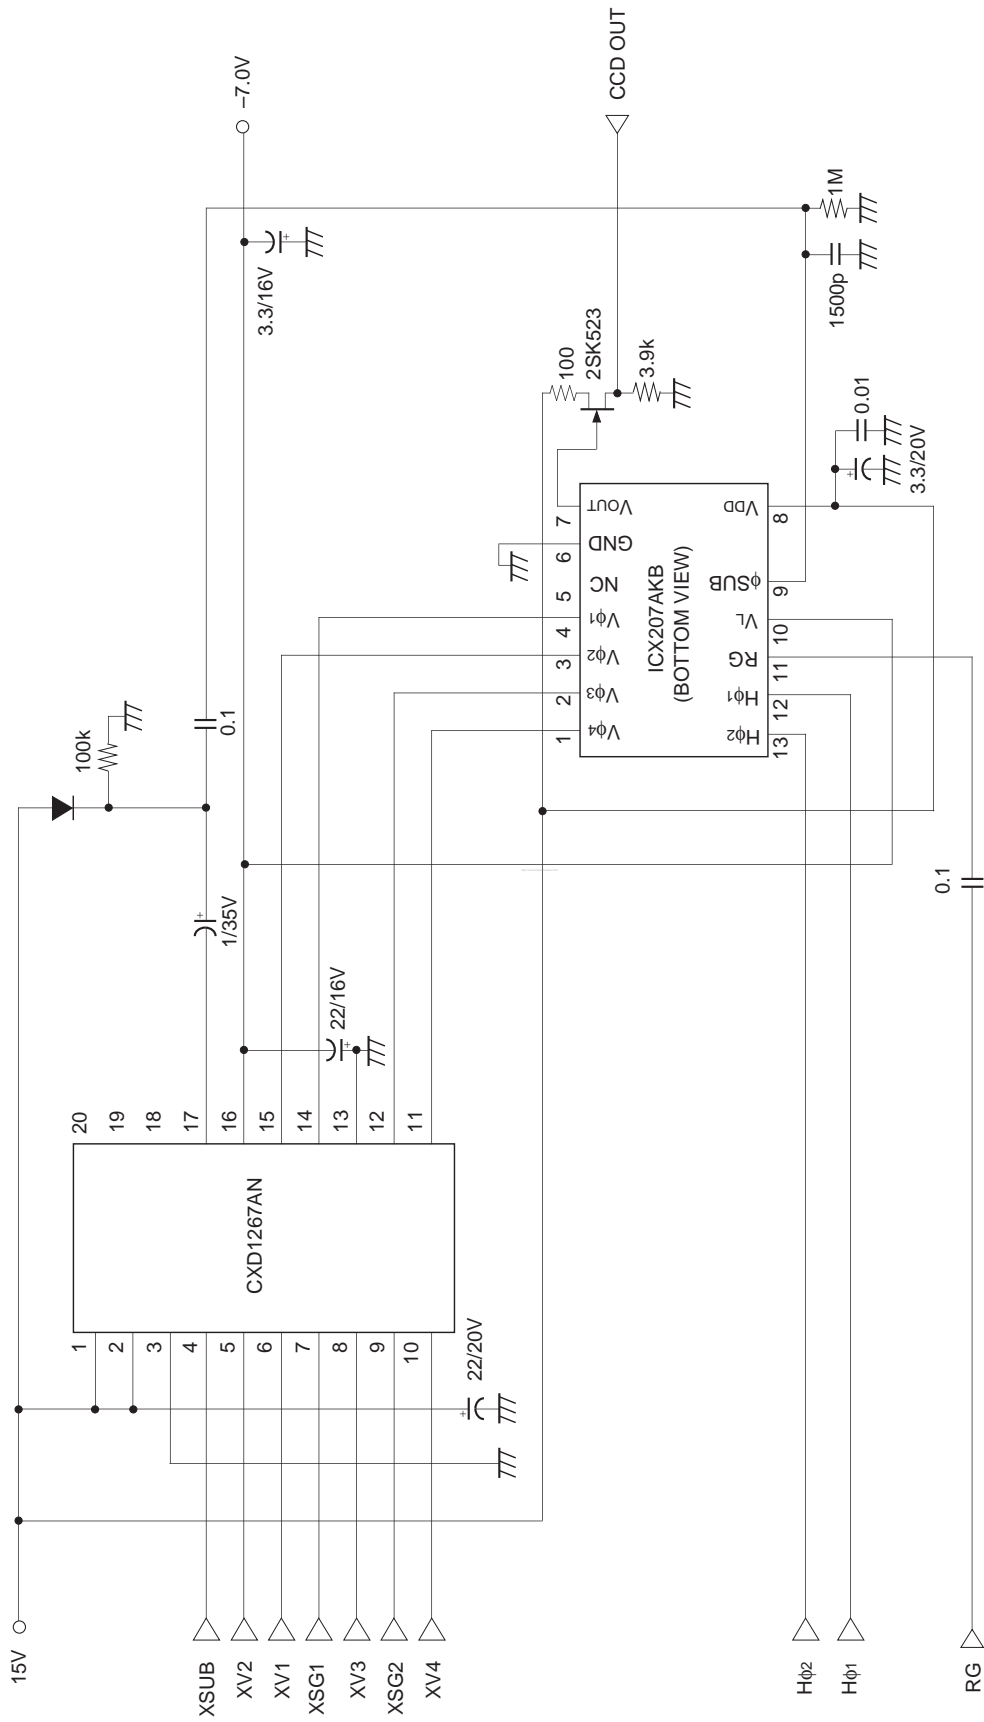 15V
XSUB
XV2
XV1
XSG1
XV3
XSG2
XV4
Hϕ2
Hϕ1
RG
22/20V
1
2
3
4
5
6
7
8
9
10
CXD1267AN
20
19
18
17
16
15
14
13
12
11
22/16V
+
1/35V
+
100k
0.1
0.1
–7.0V
3.3/16V
+
CCD OUT
100
2SK523
3.9k
1M
1500p
0.01
3.3/20V
+
+
ICX207AKB
(BOTTOM VIEW)
1
2
3
4
5
6
7
Vϕ4
Vϕ3
Vϕ2
Vϕ1
NC
GND
VOUT
Hϕ2
Hϕ1
RG
VL
ϕSUB
VDD
13
12
11
10
9
8